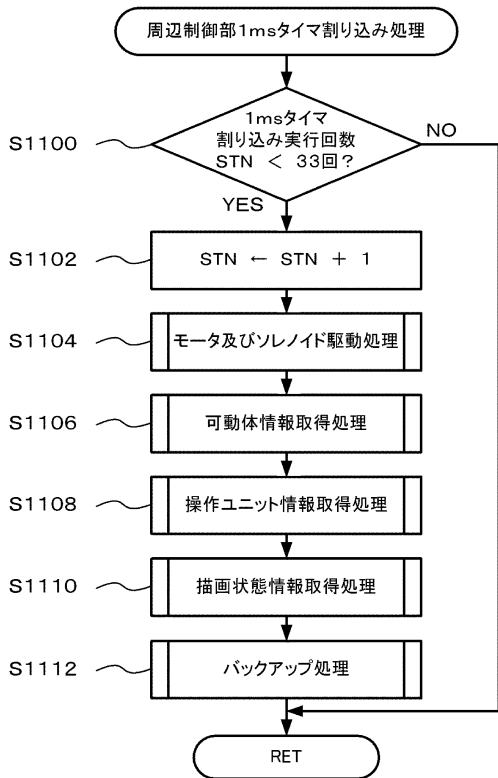 周辺制御部1msタイマ割り込み処理
S1100
1msタイマ
割り込み実行回数
STN < 33回?
NO
YES
S1102
STN ← STN + 1
S1104
モータ及びソレノイド駆動処理
S1106
可動体情報取得処理
S1108
操作ユニット情報取得処理
S1110
描画状態情報取得処理
S1112
バックアップ処理
RET